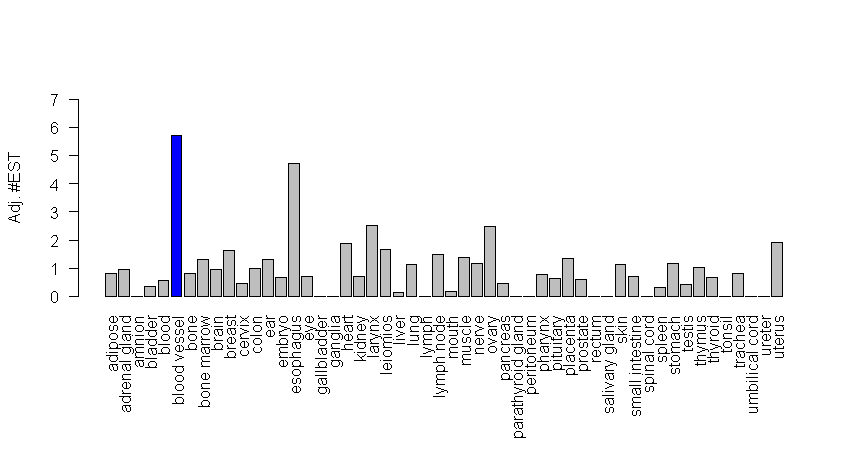 Adj. #EST
7
6
5
4
3
2
1
0
adipose
adrenal gland
amnion
bladder
blood
blood vessel
bone
bone marrow
brain
breast
cervix
colon
ear
embryo
esophagus
eye
gallbladder
ganglia
heart
kidney
larynx
leiomios
liver
lung
lymph
lymph node
mouth
muscle
nerve
ovary
pancreas
parathyroid gland
peritoneum
pharynx
pituitary
placenta
prostate
rectum
salivary gland
skin
small intestine
spinal cord
spleen
stomach
testis
thymus
thyroid
tonsil
trachea
umbilical cord
ureter
uterus